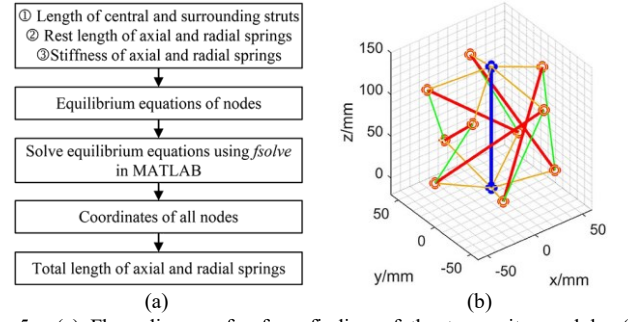 ① Length of central and surrounding struts
② Rest length of axial and radial springs
③Stiffness of axial and radial springs
Equilibrium equations of nodes
Solve equilibrium equations using fsolve
in MATLAB
Coordinates of all nodes
Total length of axial and radial springs
(a)
150
100
50
0
z/mm
50
0
-50
y/mm
-50
0
50
x/mm
(b)